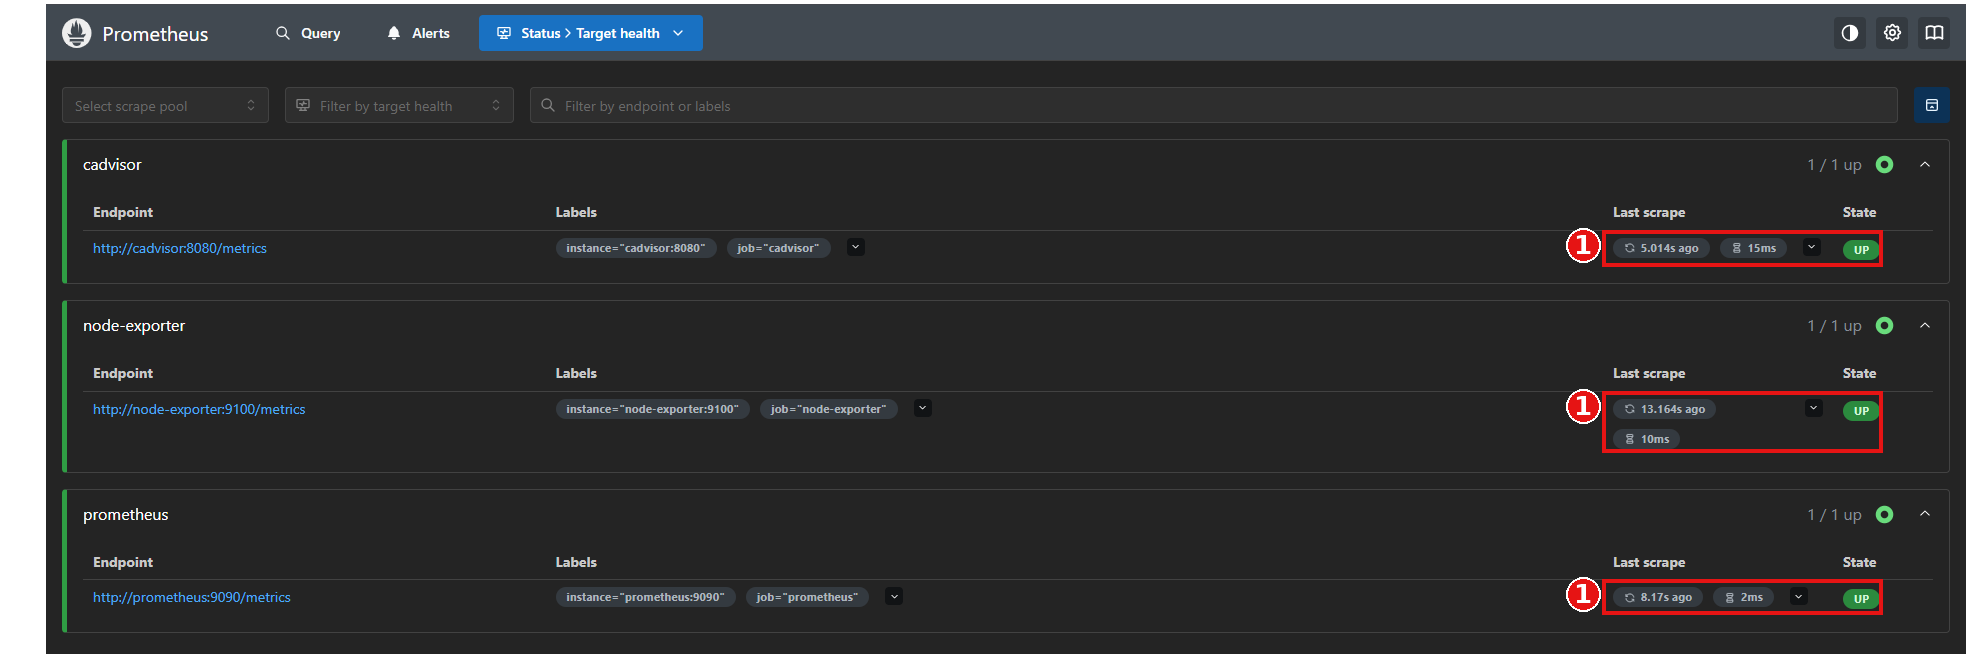 Prometheus Query Alerts Status > Target health
Select scrape pool Filter by target health Filter by endpoint or labels
cadvisor 1 / 1 up
Endpoint Labels Last scrape State
http://cadvisor:8080/metrics instance="cadvisor:8080" job="cadvisor" 1 5.014s ago 15ms UP
node-exporter 1 / 1 up
Endpoint Labels Last scrape State
http://node-exporter:9100/metrics instance="node-exporter:9100" job="node-exporter" 1 13.164s ago UP
10ms
prometheus 1 / 1 up
Endpoint Labels Last scrape State
http://prometheus:9090/metrics instance="prometheus:9090" job="prometheus" 1 8.17s ago 2ms UP